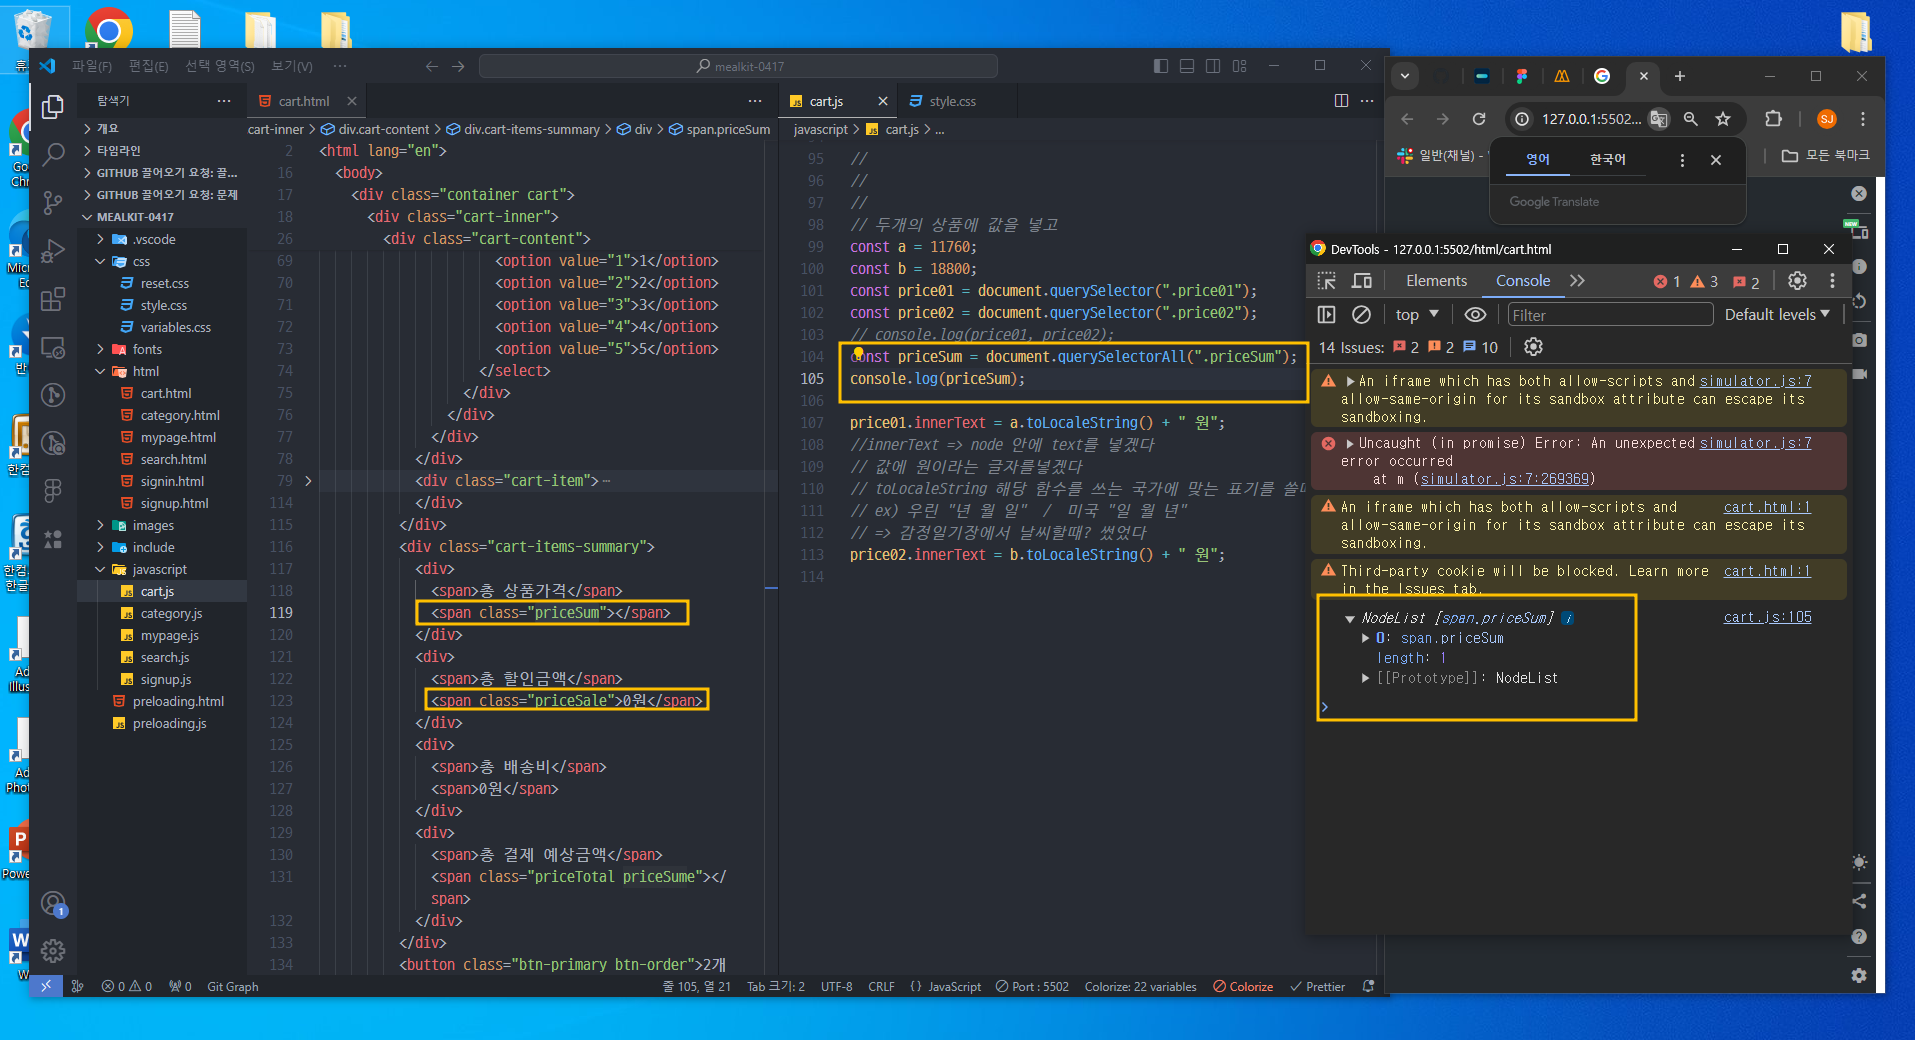 파일(F) 편집(E) 선택 영역(S) 보기(V) ···
mealkit-0417
탐색기
개요
타임라인
GITHUB 끌어오기 요청: 끌...
GITHUB 끌어오기 요청: 문제
MEALKIT-0417
.vscode
css
reset.css
style.css
variables.css
fonts
html
cart.html
category.html
mypage.html
search.html
signin.html
signup.html
images
include
javascript
cart.js
category.js
mypage.js
search.js
signup.js
preloading.html
preloading.js
cart.html
cart-inner > div.cart-content > div.cart-items-summary > div > span.priceSum
2 <html lang="en">
16 <body>
17 <div class="container cart">
18 <div class="cart-inner">
26 <div class="cart-content">
69 <option value="1">1</option>
70 <option value="2">2</option>
71 <option value="3">3</option>
72 <option value="4">4</option>
73 <option value="5">5</option>
74 </select>
75 </div>
76 </div>
77 </div>
78 </div>
79 <div class="cart-item"> ···
114 </div>
115 </div>
116 <div class="cart-items-summary">
117 <div>
118 <span>총 상품가격</span>
119 <span class="priceSum"></span>
120 </div>
121 <div>
122 <span>총 할인금액</span>
123 <span class="priceSale">0원</span>
124 </div>
125 <div>
126 <span>총 배송비</span>
127 <span>0원</span>
128 </div>
129 <div>
130 <span>총 결제 예상금액</span>
131 <span class="priceTotal priceSume"></
span>
132 </div>
133 </div>
134 <button class="btn-primary btn-order">2개
cart.js
style.css
javascript > cart.js > ...
95 //
96 //
97 //
98 // 두개의 상품에 값을 넣고
99 const a = 11760;
100 const b = 18800;
101 const price01 = document.querySelector(".price01");
102 const price02 = document.querySelector(".price02");
103 // console.log(price01, price02);
104 const priceSum = document.querySelectorAll(".priceSum");
105 console.log(priceSum);
106
107 price01.innerText = a.toLocaleString() + " 원";
108 //innerText => node 안에 text를 넣겠다
109 // 값에 원이라는 글자를넣겠다
110 // toLocaleString 해당 함수를 쓰는 국가에 맞는 표기를 쓸
111 // ex) 우린 "년 월 일" / 미국 "일 월 년"
112 // => 감정일기장에서 날씨할때? 썼었다
113 price02.innerText = b.toLocaleString() + " 원";
114
1
0 0 0 Git Graph
줄 105, 열 21 Tab 크기: 2 UTF-8 CRLF {} JavaScript Port : 5502 Colorize: 22 variables Colorize Prettier
127.0.0.1:5502...
SJ
일반(채널) -
모든 북마크
영어 한국어
Google Translate
NEW
DevTools - 127.0.0.1:5502/html/cart.html
Elements Console 1 3 2
top Filter Default levels
14 Issues: 2 2 10
An iframe which has both allow-scripts and simulator.js:7
allow-same-origin for its sandbox attribute can escape its
sandboxing.
Uncaught (in promise) Error: An unexpected simulator.js:7
error occurred
at m (simulator.js:7:269369)
An iframe which has both allow-scripts and cart.html:1
allow-same-origin for its sandbox attribute can escape its
sandboxing.
Third-party cookie will be blocked. Learn more cart.html:1
in the Issues tab.
NodeList [span.priceSum] i cart.js:105
0: span.priceSum
length: 1
[[Prototype]]: NodeList